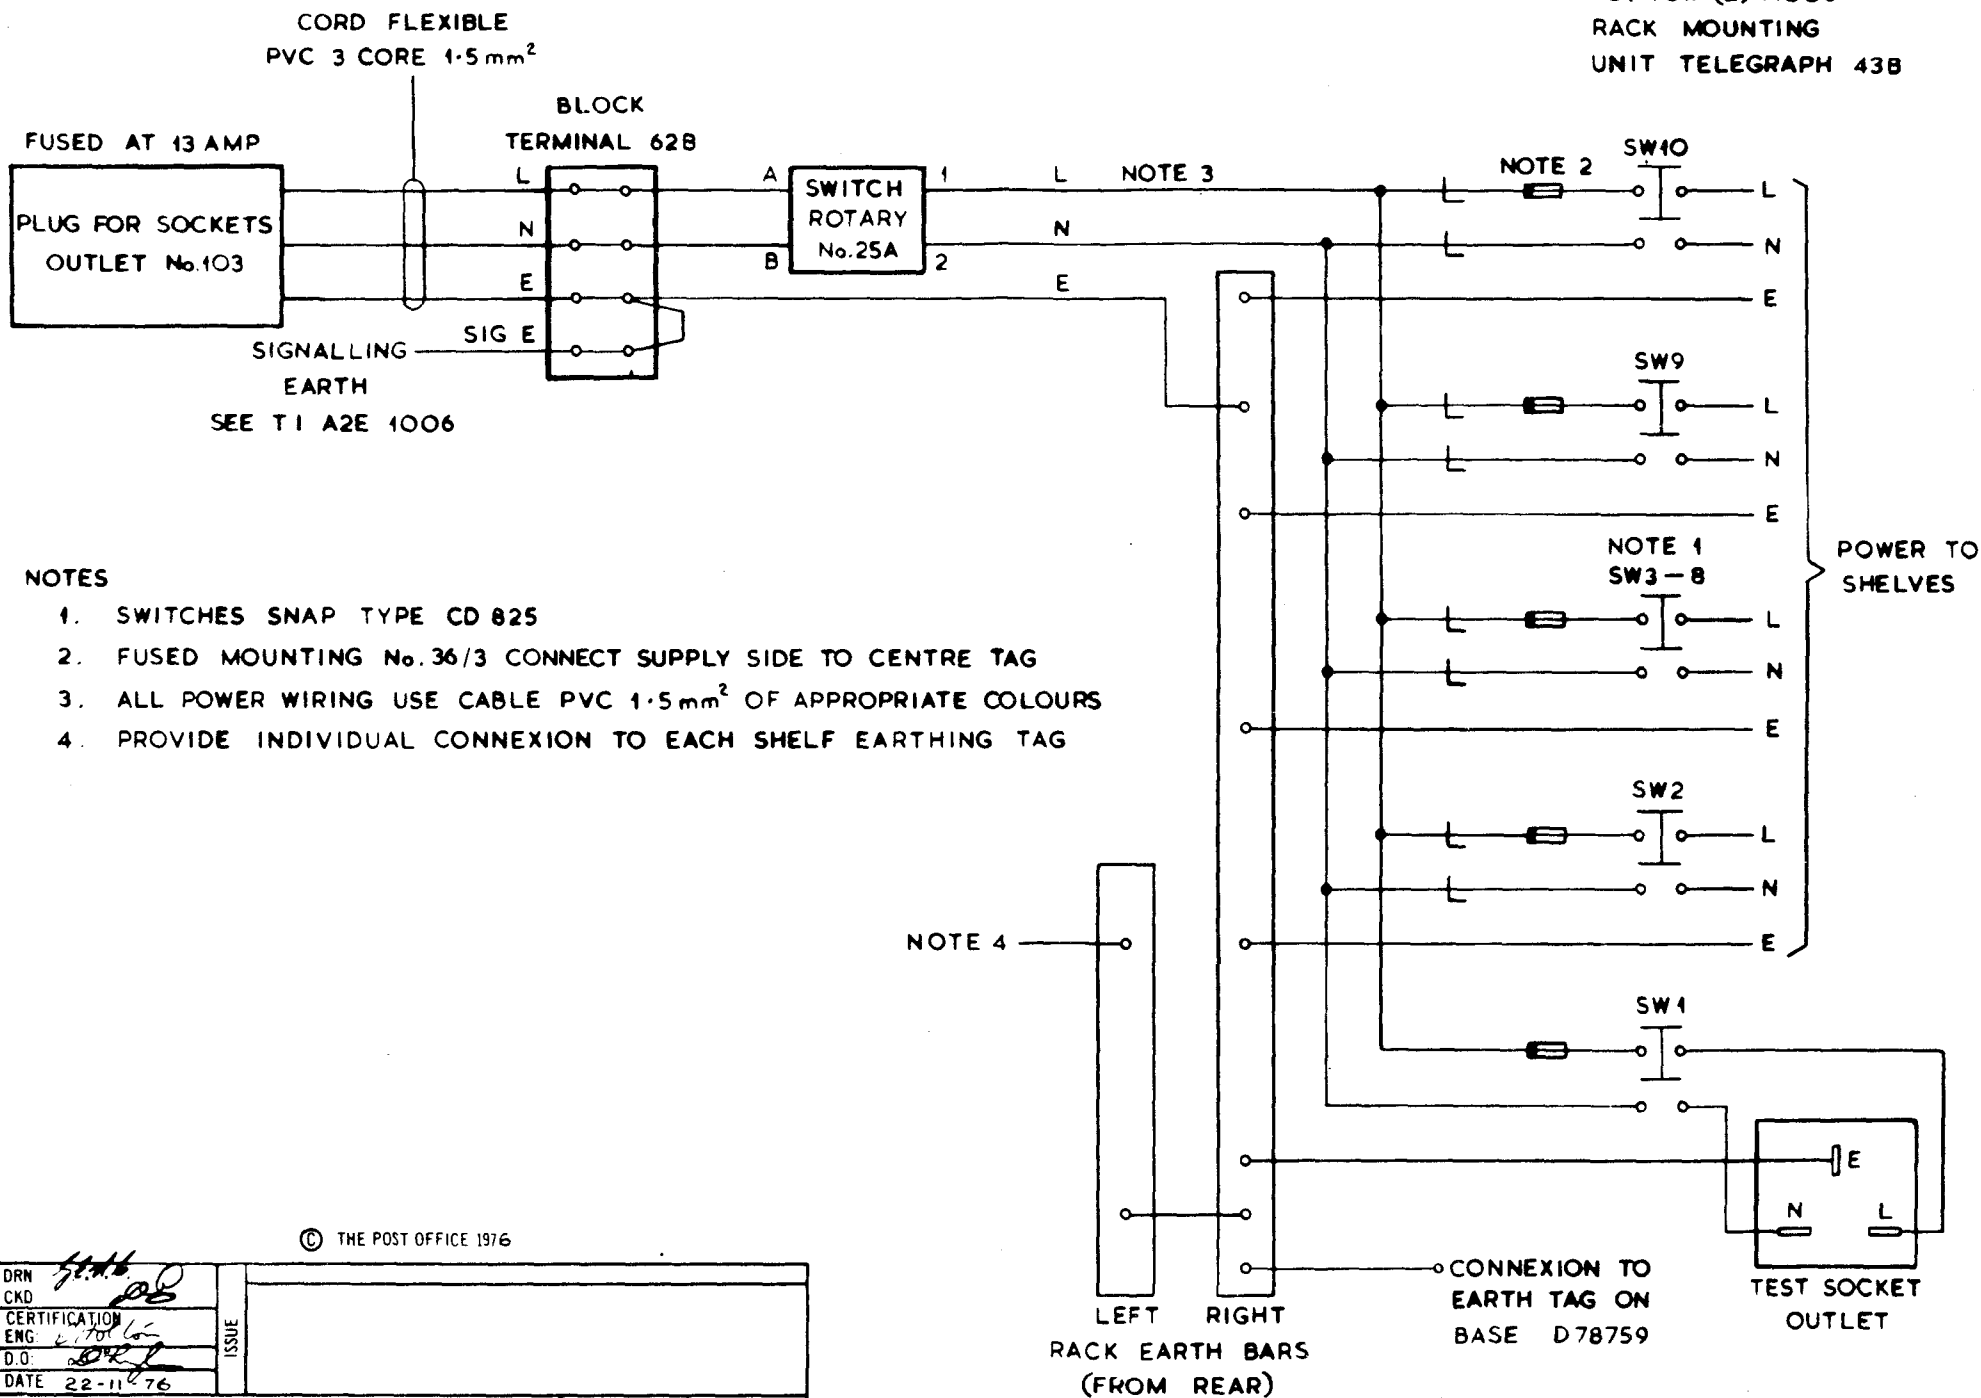 RACK MOUNTING
UNIT TELEGRAPH 43B
CORD FLEXIBLE
PVC 3 CORE 1·5mm²
BLOCK
TERMINAL 62B
FUSED AT 13 AMP
PLUG FOR SOCKETS
OUTLET No.103
L
N
E
SIG E
SIGNALLING
EARTH
SEE TI A2E 1006
A
B
SWITCH
ROTARY
No.25A
1
2
L
N
E
NOTE 3
NOTE 2
SW10
L
N
E
SW9
L
N
E
NOTE 1
SW3-8
L
N
E
SW2
L
N
E
POWER TO
SHELVES
SW1
E
N
L
TEST SOCKET
OUTLET
NOTES
1. SWITCHES SNAP TYPE CD 825
2. FUSED MOUNTING No. 36/3 CONNECT SUPPLY SIDE TO CENTRE TAG
3. ALL POWER WIRING USE CABLE PVC 1·5mm² OF APPROPRIATE COLOURS
4. PROVIDE INDIVIDUAL CONNEXION TO EACH SHELF EARTHING TAG
NOTE 4
LEFT
RIGHT
RACK EARTH BARS
(FROM REAR)
CONNEXION TO
EARTH TAG ON
BASE D78759
© THE POST OFFICE 1976
DRN
CKD
CERTIFICATION
ENG:
D.O:
DATE 22-11-76
ISSUE